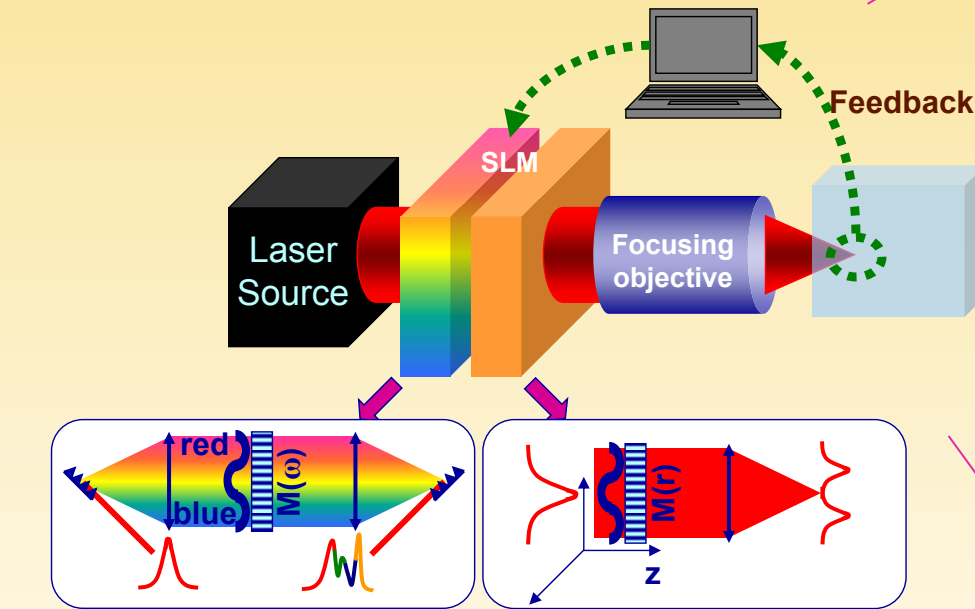 Feedback
SLM
Laser
Source
Focusing
objective
red
blue
M(ω)
M(r)
z